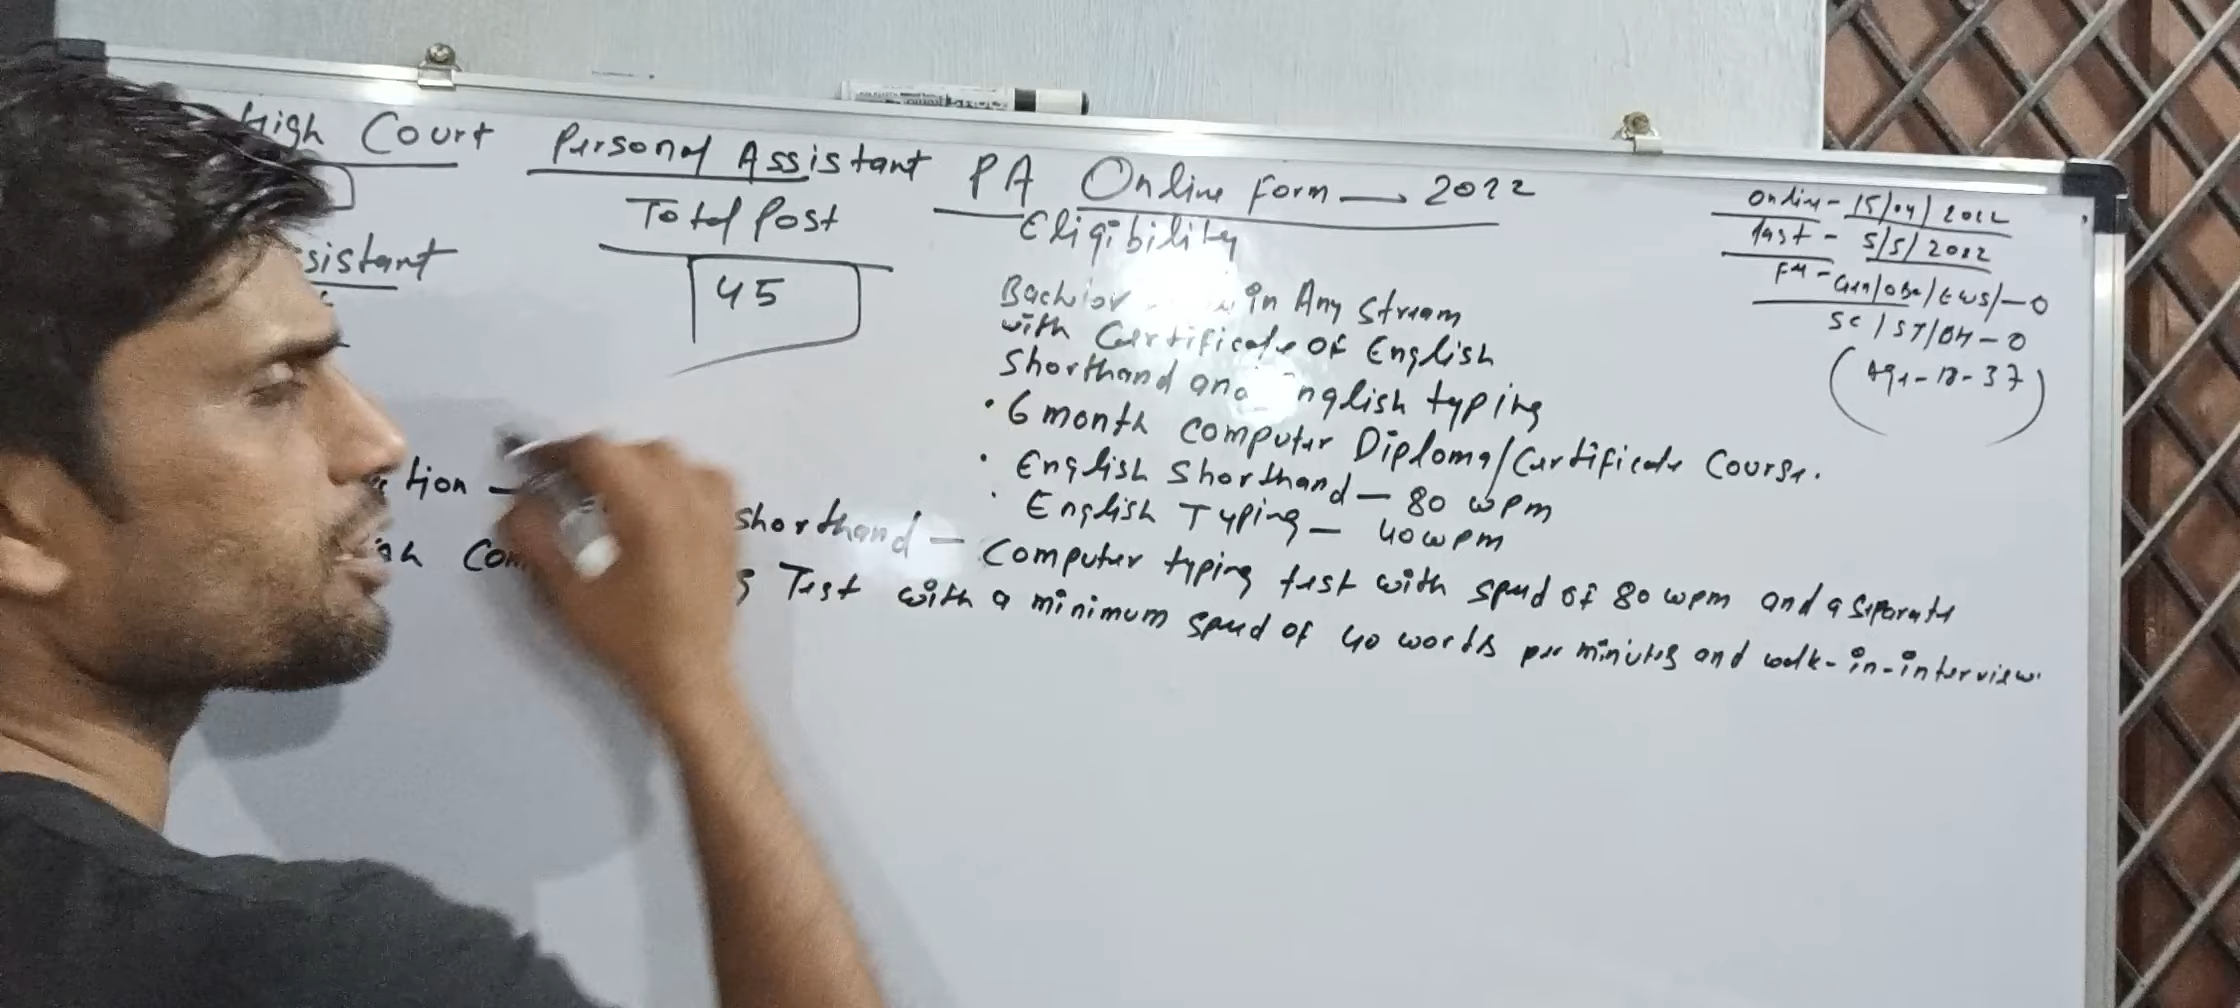 High Court Personal Assistant PA Online Form — 2022
Total Post
45
sistant
Eligibility
Bachelor in Any Stream
with Certificate of English
Shorthand and English typing
• 6 month computer Diploma/Certificate Course.
• English Shorthand — 80 wpm
• English Typing — 40 wpm
Online - 15/04/2022
last - 5/5/2022
Gen/OBC/EWS/—0
SC/ST/PH-0
(Age-18-37)
tion — shorthand — Computer typing test with speed of 80 wpm and a separate
Test with a minimum speed of 40 words per minutes and walk-in-interview.